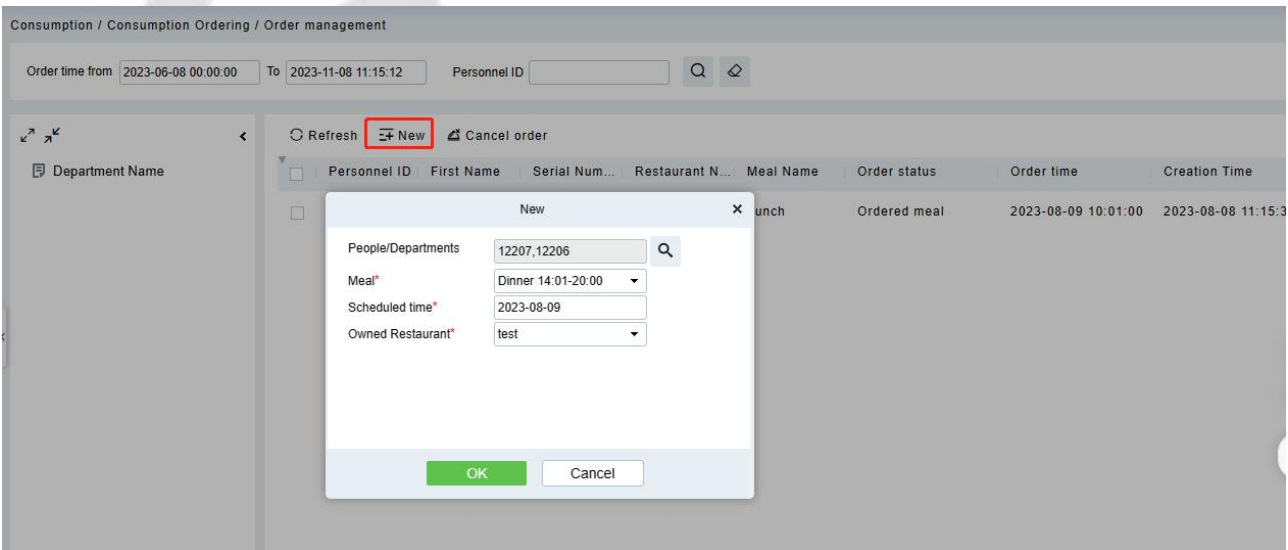 Consumption / Consumption Ordering / Order management
Order time from 2023-06-08 00:00:00 To 2023-11-08 11:15:12 Personnel ID
Refresh New Cancel order
Department Name
Personnel ID First Name Serial Num... Restaurant N... Meal Name Order status Order time Creation Time
unch Ordered meal 2023-08-09 10:01:00 2023-08-08 11:15:3
New
People/Departments 12207,12206
Meal* Dinner 14:01-20:00
Scheduled time* 2023-08-09
Owned Restaurant* test
OK Cancel